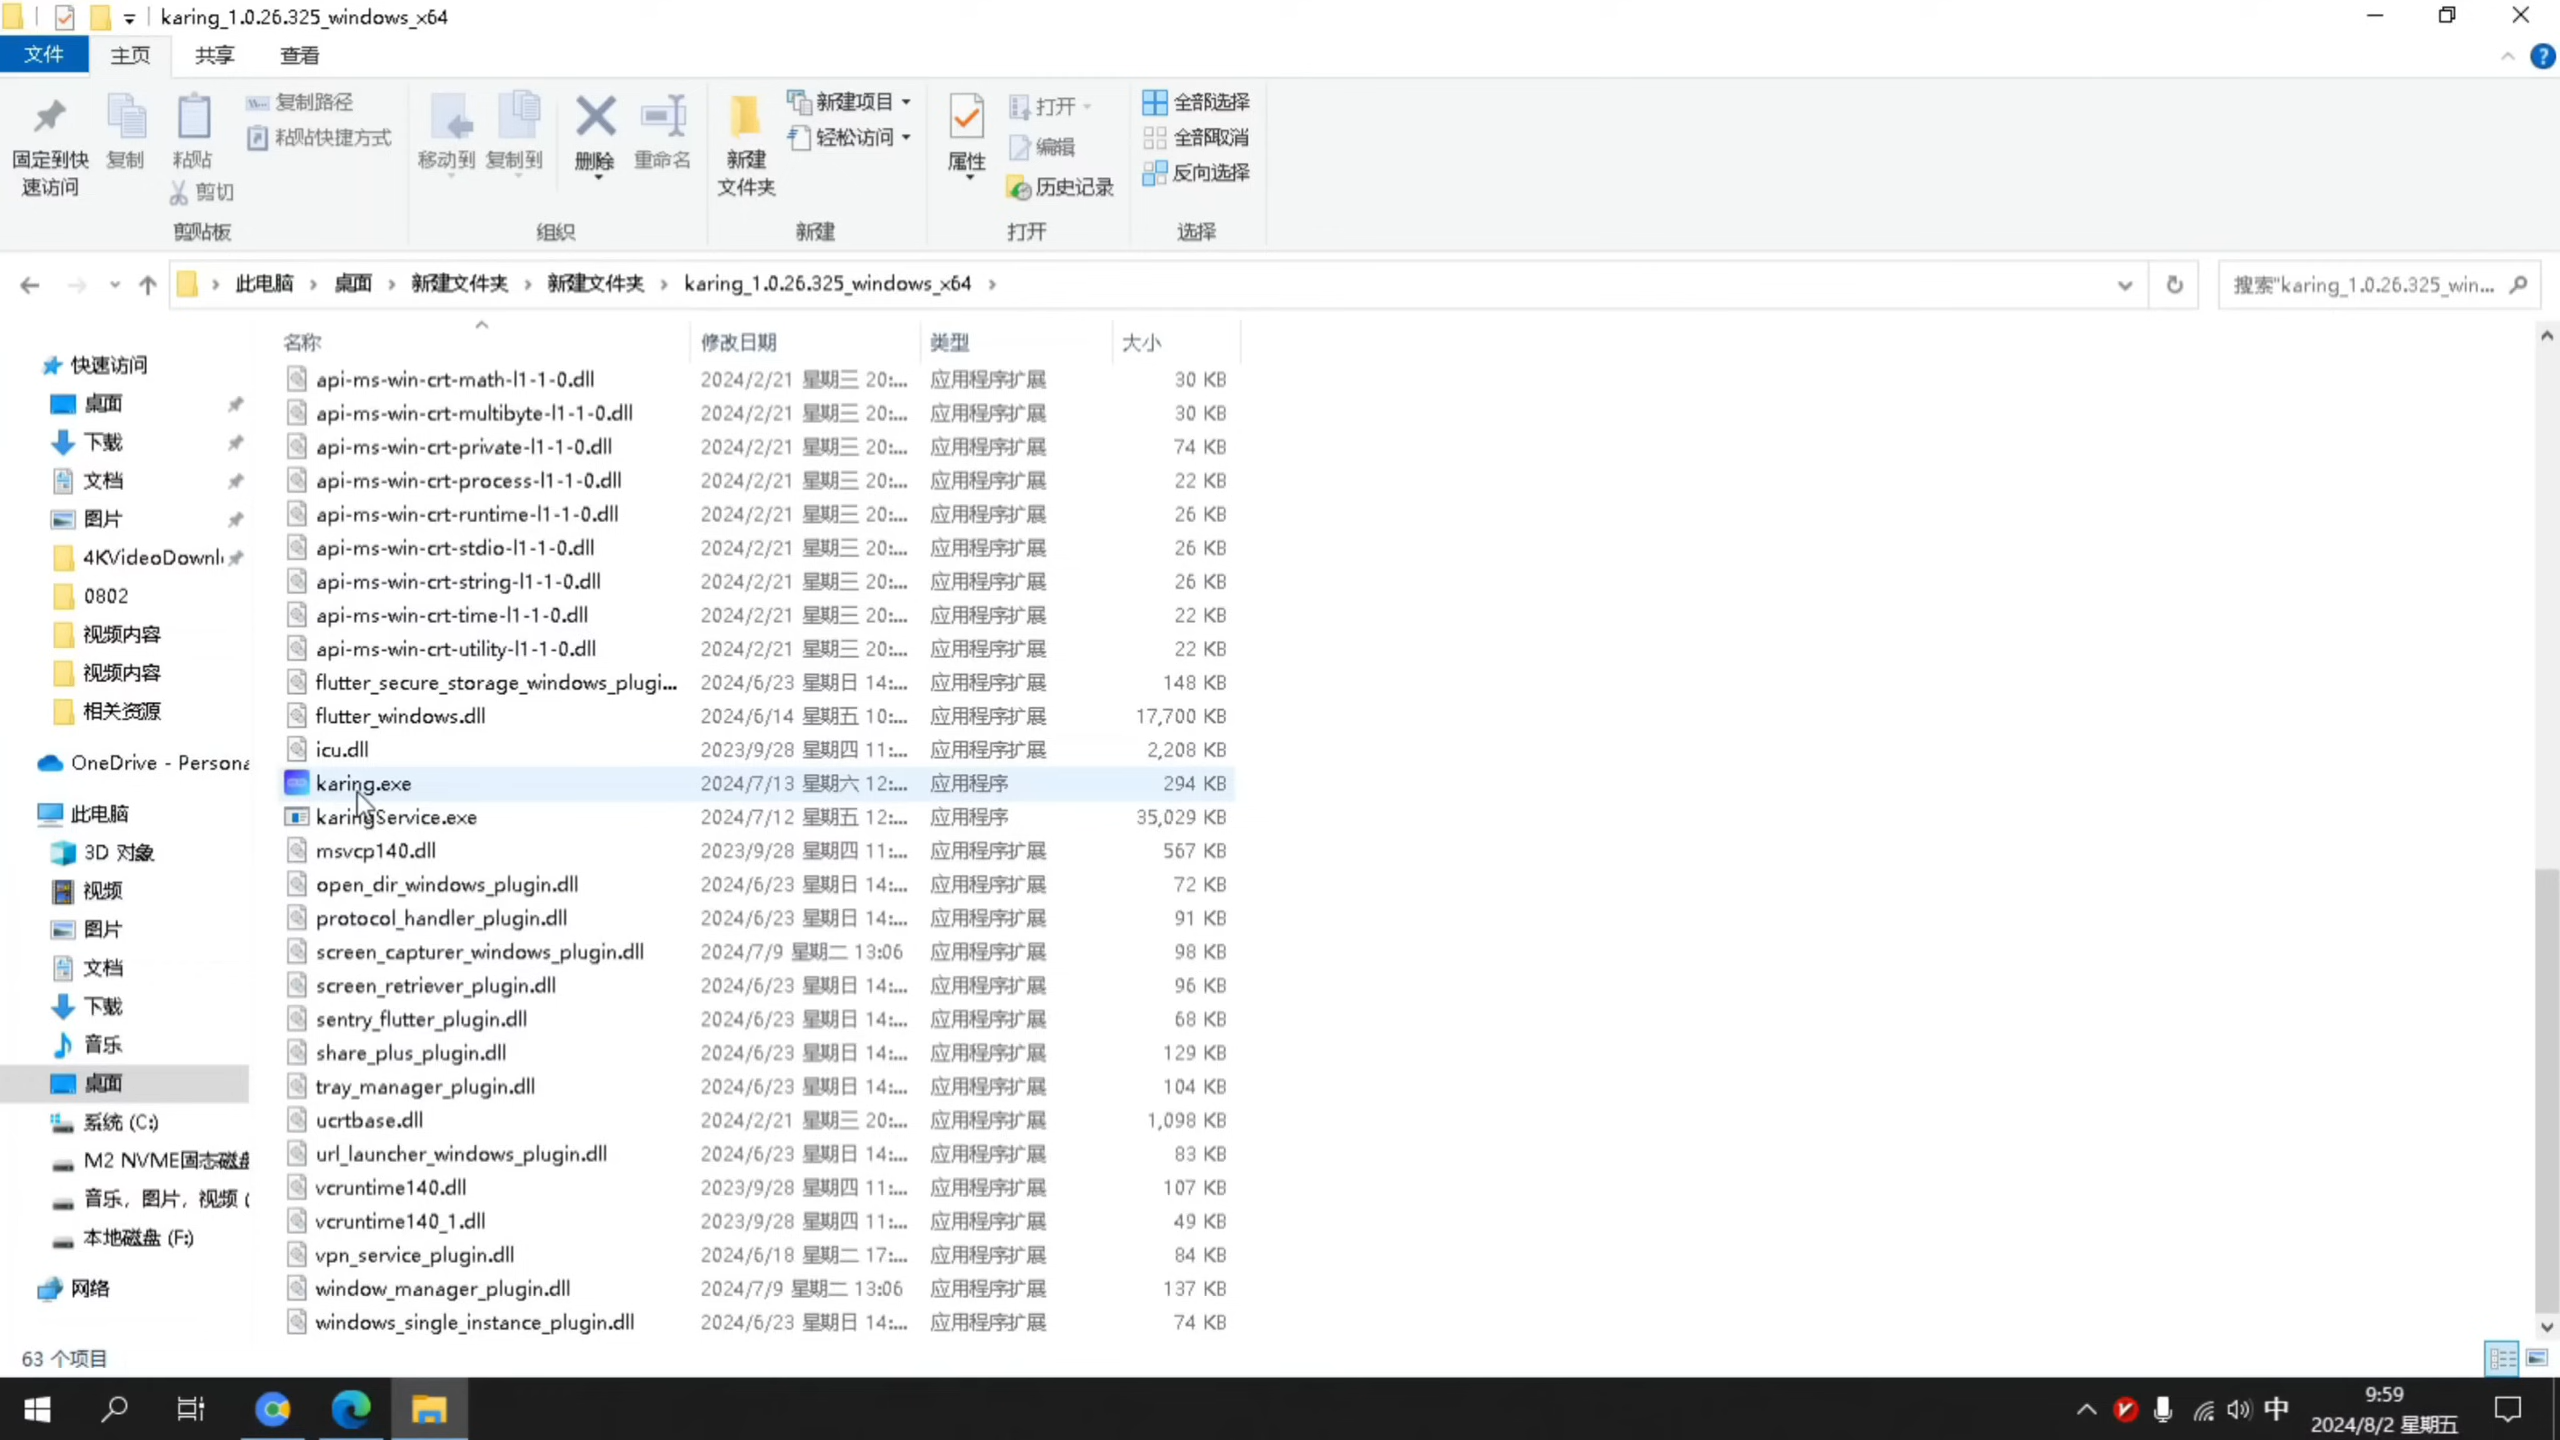 karing_1.0.26.325_windows_x64
文件 主页 共享 查看
固定到快速访问 复制 粘贴 复制路径 粘贴快捷方式 剪切 移动到 复制到 删除 重命名 新建文件夹 新建项目 轻松访问 属性 打开 编辑 历史记录 全部选择 全部取消 反向选择
剪贴板 组织 新建 打开 选择
此电脑 › 桌面 › 新建文件夹 › 新建文件夹 › karing_1.0.26.325_windows_x64 ›
搜索"karing_1.0.26.325_win...
快速访问
桌面
下载
文档
图片
4KVideoDownl
0802
视频内容
视频内容
相关资源
OneDrive - Persona
此电脑
3D 对象
视频
图片
文档
下载
音乐
桌面
系统 (C:)
M2 NVME固态磁盘
音乐，图片，视频 (
本地磁盘 (F:)
网络
名称 修改日期 类型 大小
api-ms-win-crt-math-l1-1-0.dll 2024/2/21 星期三 20:... 应用程序扩展 30 KB
api-ms-win-crt-multibyte-l1-1-0.dll 2024/2/21 星期三 20:... 应用程序扩展 30 KB
api-ms-win-crt-private-l1-1-0.dll 2024/2/21 星期三 20:... 应用程序扩展 74 KB
api-ms-win-crt-process-l1-1-0.dll 2024/2/21 星期三 20:... 应用程序扩展 22 KB
api-ms-win-crt-runtime-l1-1-0.dll 2024/2/21 星期三 20:... 应用程序扩展 26 KB
api-ms-win-crt-stdio-l1-1-0.dll 2024/2/21 星期三 20:... 应用程序扩展 26 KB
api-ms-win-crt-string-l1-1-0.dll 2024/2/21 星期三 20:... 应用程序扩展 26 KB
api-ms-win-crt-time-l1-1-0.dll 2024/2/21 星期三 20:... 应用程序扩展 22 KB
api-ms-win-crt-utility-l1-1-0.dll 2024/2/21 星期三 20:... 应用程序扩展 22 KB
flutter_secure_storage_windows_plugi... 2024/6/23 星期日 14:... 应用程序扩展 148 KB
flutter_windows.dll 2024/6/14 星期五 10:... 应用程序扩展 17,700 KB
icu.dll 2023/9/28 星期四 11:... 应用程序扩展 2,208 KB
karing.exe 2024/7/13 星期六 12:... 应用程序 294 KB
karingService.exe 2024/7/12 星期五 12:... 应用程序 35,029 KB
msvcp140.dll 2023/9/28 星期四 11:... 应用程序扩展 567 KB
open_dir_windows_plugin.dll 2024/6/23 星期日 14:... 应用程序扩展 72 KB
protocol_handler_plugin.dll 2024/6/23 星期日 14:... 应用程序扩展 91 KB
screen_capturer_windows_plugin.dll 2024/7/9 星期二 13:06 应用程序扩展 98 KB
screen_retriever_plugin.dll 2024/6/23 星期日 14:... 应用程序扩展 96 KB
sentry_flutter_plugin.dll 2024/6/23 星期日 14:... 应用程序扩展 68 KB
share_plus_plugin.dll 2024/6/23 星期日 14:... 应用程序扩展 129 KB
tray_manager_plugin.dll 2024/6/23 星期日 14:... 应用程序扩展 104 KB
ucrtbase.dll 2024/2/21 星期三 20:... 应用程序扩展 1,098 KB
url_launcher_windows_plugin.dll 2024/6/23 星期日 14:... 应用程序扩展 83 KB
vcruntime140.dll 2023/9/28 星期四 11:... 应用程序扩展 107 KB
vcruntime140_1.dll 2023/9/28 星期四 11:... 应用程序扩展 49 KB
vpn_service_plugin.dll 2024/6/18 星期二 17:... 应用程序扩展 84 KB
window_manager_plugin.dll 2024/7/9 星期二 13:06 应用程序扩展 137 KB
windows_single_instance_plugin.dll 2024/6/23 星期日 14:... 应用程序扩展 74 KB
63 个项目
中
9:59
2024/8/2 星期五